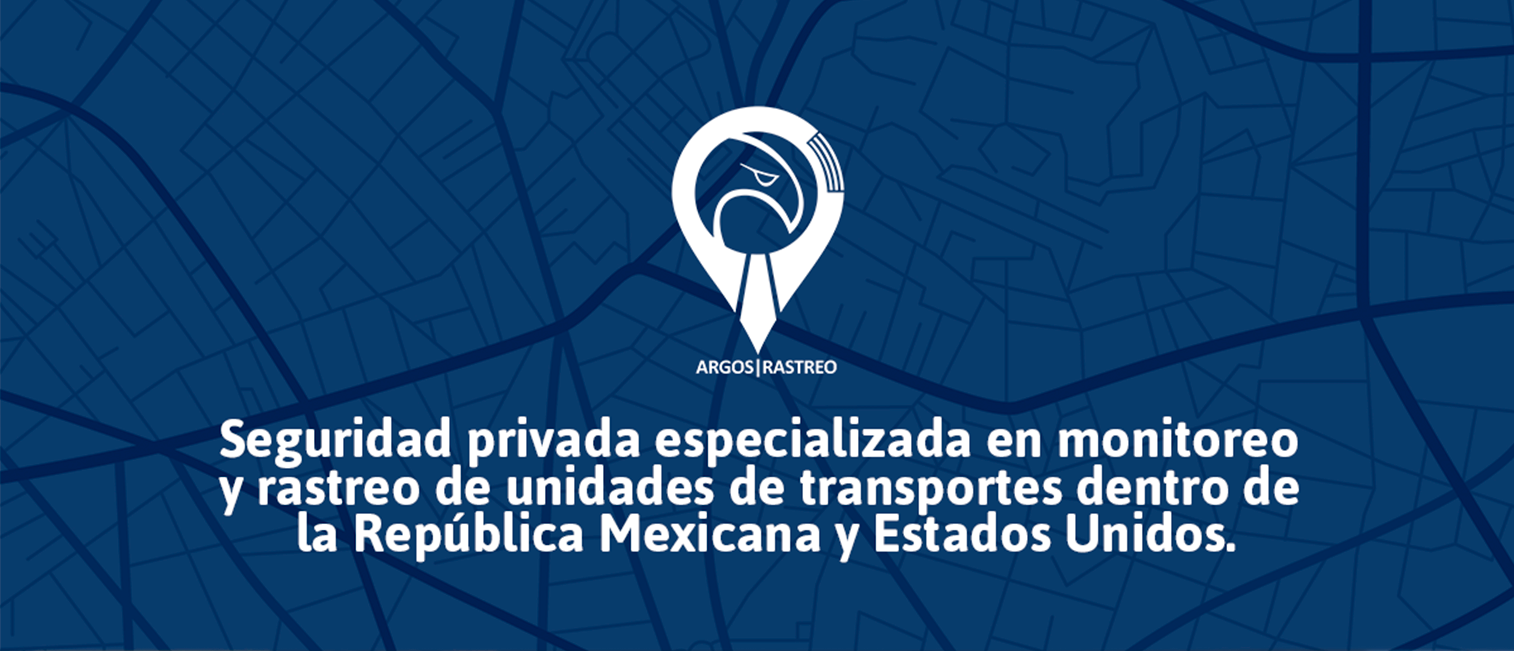 ARGOS|RASTREO
Seguridad privada especializada en monitoreo
y rastreo de unidades de transportes dentro de
la República Mexicana y Estados Unidos.